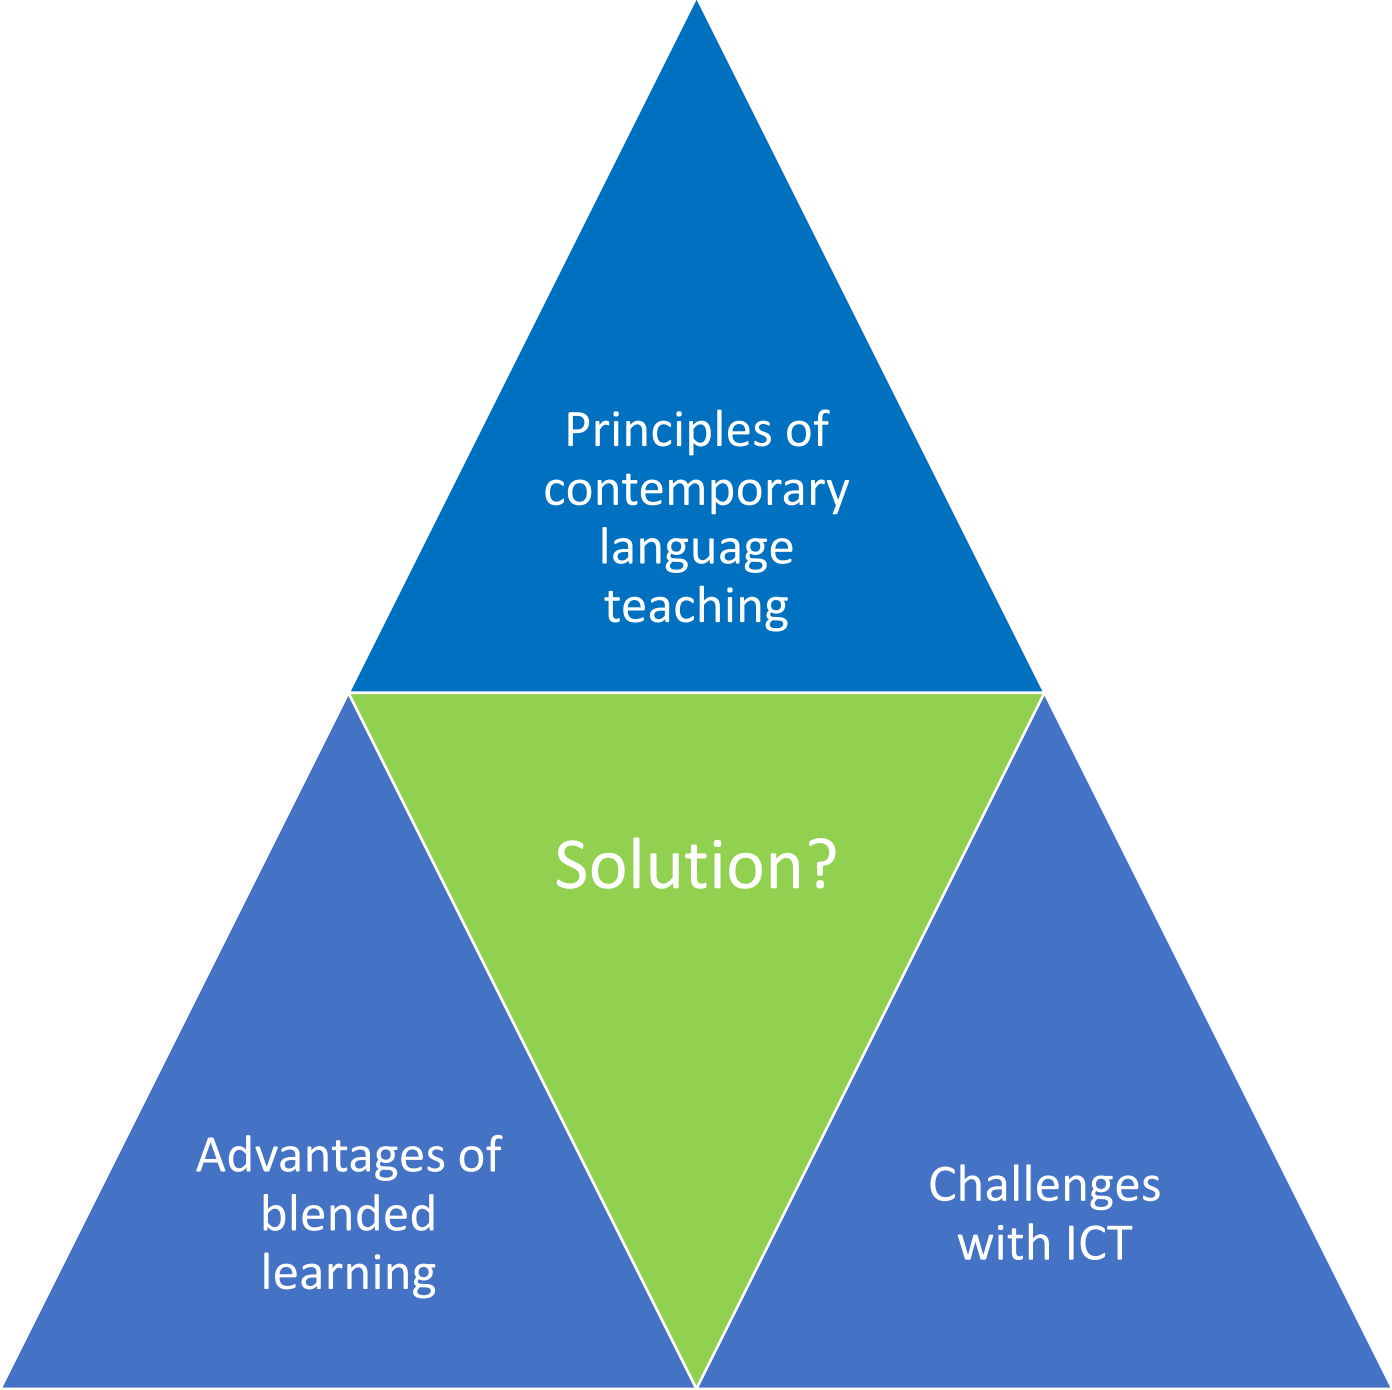 Principles of
contemporary
language
teaching
Solution?
Advantages of
blended
learning
Challenges
with ICT